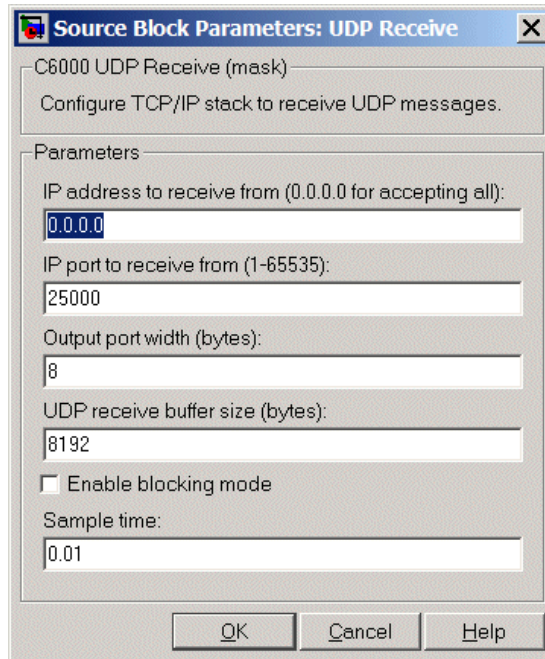 Source Block Parameters: UDP Receive
C6000 UDP Receive (mask)
Configure TCP/IP stack to receive UDP messages.
Parameters
IP address to receive from (0.0.0.0 for accepting all):
0.0.0.0
IP port to receive from (1-65535):
25000
Output port width (bytes):
8
UDP receive buffer size (bytes):
8192
Enable blocking mode
Sample time:
0.01
OK Cancel Help